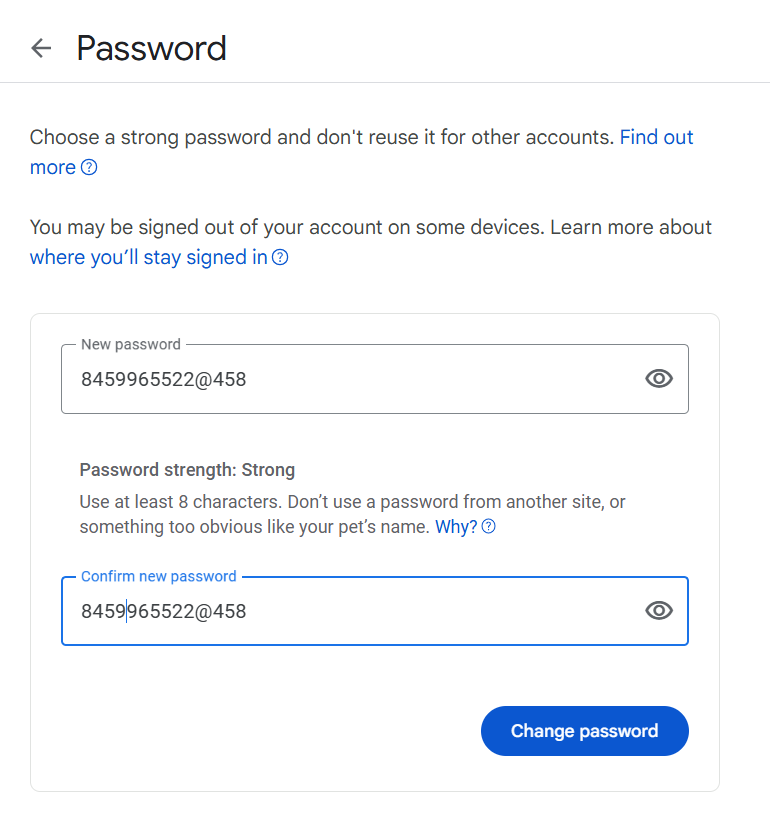 Password
Choose a strong password and don't reuse it for other accounts. Find out
more
You may be signed out of your account on some devices. Learn more about
where you’ll stay signed in
New password
8459965522@458
Password strength: Strong
Use at least 8 characters. Don’t use a password from another site, or
something too obvious like your pet’s name. Why?
Confirm new password
8459965522@458
Change password